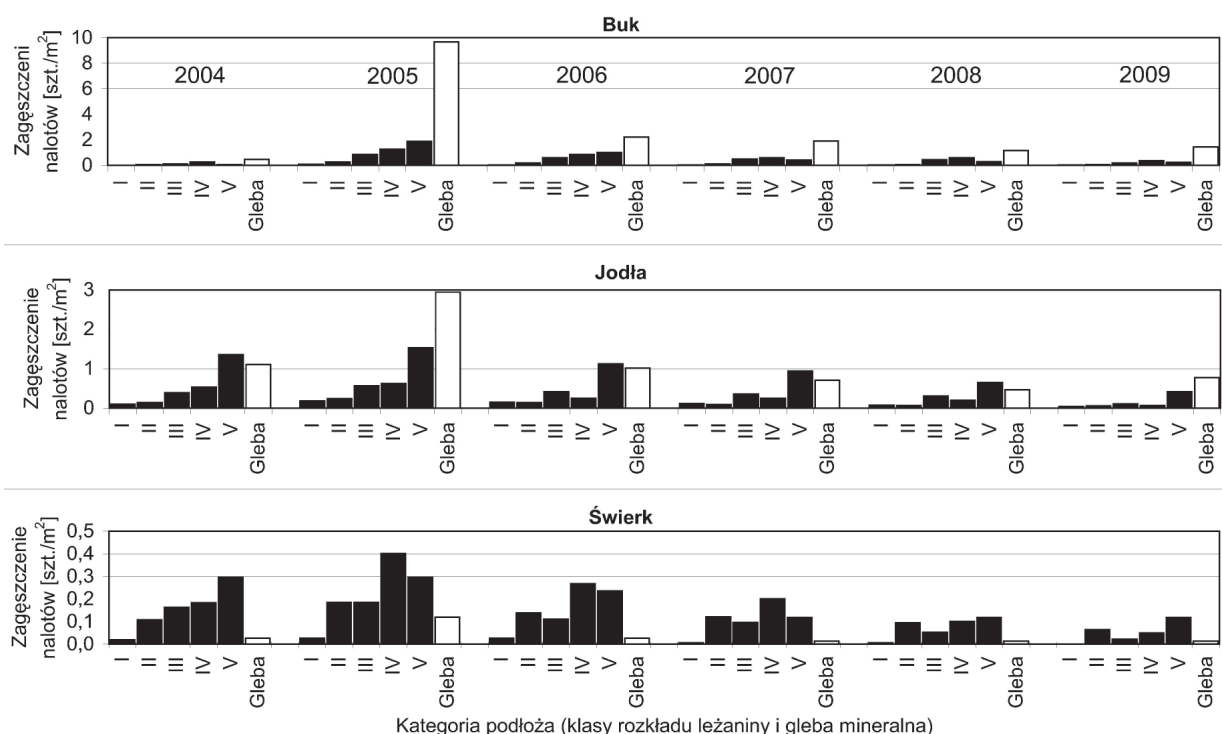 Buk
Zagęszczeni
nalotów [szt./m²]
10
8
6
4
2
0
2004 2005 2006 2007 2008 2009
I II III IV V Gleba I II III IV V Gleba I II III IV V Gleba I II III IV V Gleba I II III IV V Gleba I II III IV V Gleba
Jodła
Zagęszczenie
nalotów [szt./m²]
3
2
1
0
I II III IV V Gleba I II III IV V Gleba I II III IV V Gleba I II III IV V Gleba I II III IV V Gleba I II III IV V Gleba
Świerk
Zagęszczenie
nalotów [szt./m²]
0,5
0,4
0,3
0,2
0,1
0,0
I II III IV V Gleba I II III IV V Gleba I II III IV V Gleba I II III IV V Gleba I II III IV V Gleba I II III IV V Gleba
Kategoria podłoża (klasy rozkładu leżaniny i gleba mineralna)